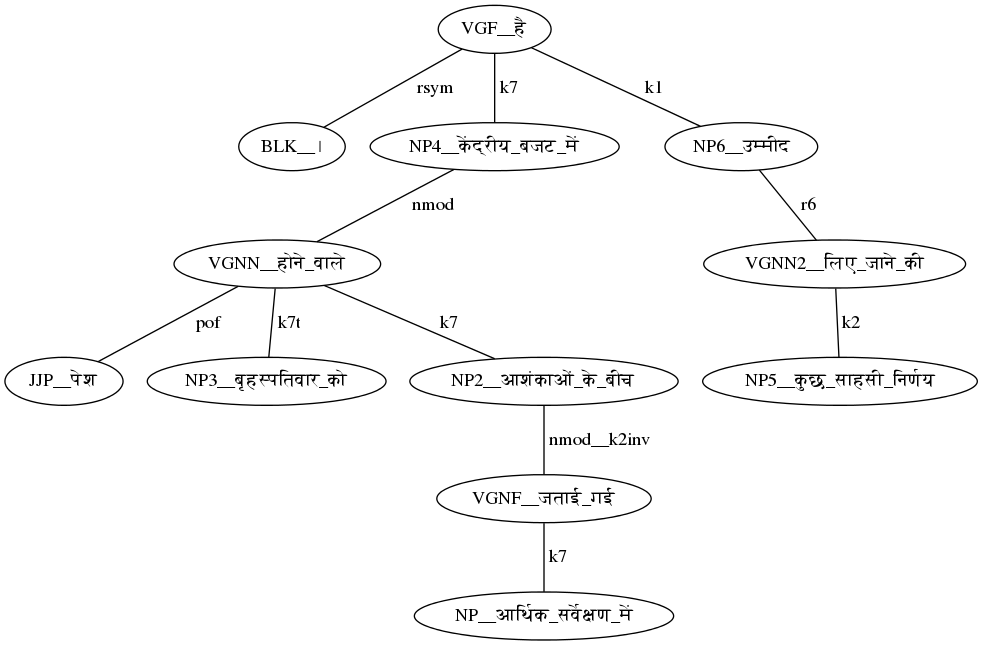 VGF__है
rsym k7 k1
BLK__। NP4__केंद्रीय_बजट_में NP6__उम्मीद
nmod r6
VGNN__होने_वाले VGNN2__लिए_जाने_की
pof k7t k7 k2
JJP__पेश NP3__बृहस्पतिवार_को NP2__आशंकाओं_के_बीच NP5__कुछ_साहसी_निर्णय
nmod__k2inv
VGNF__जताई_गई
k7
NP__आर्थिक_सर्वेक्षण_में